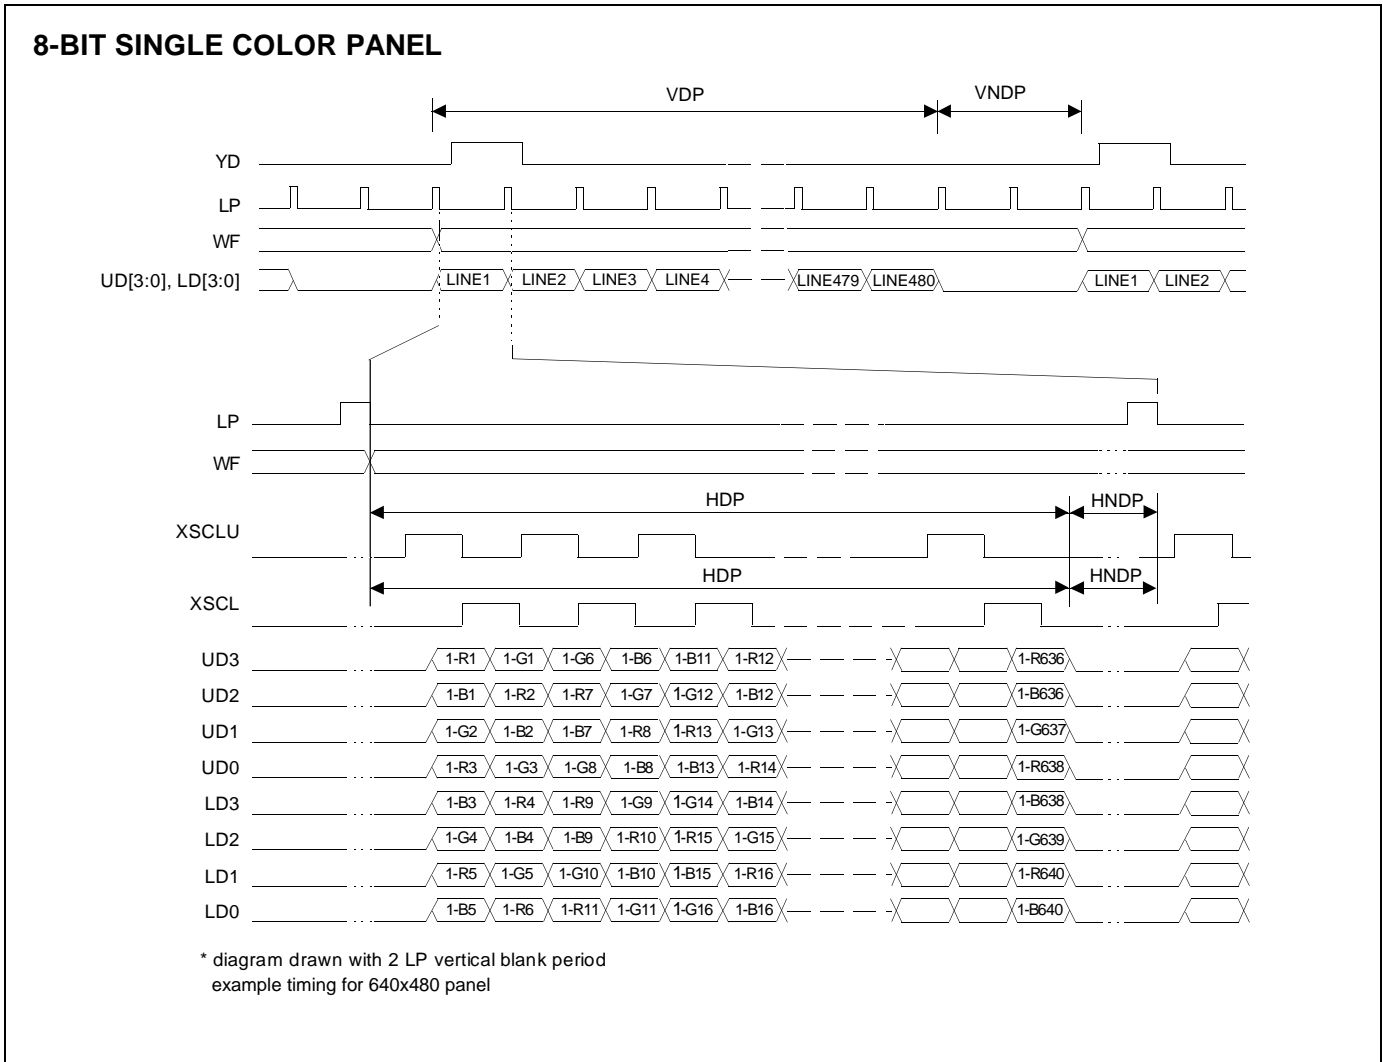 8-BIT SINGLE COLOR PANEL
VDP VNDP
YD
LP
WF
UD[3:0], LD[3:0] LINE1 LINE2 LINE3 LINE4 LINE479 LINE480 LINE1 LINE2
LP
WF
HDP HNDP
XSCLU
HDP HNDP
XSCL
UD3 1-R1 1-G1 1-G6 1-B6 1-B11 1-R12 1-R636
UD2 1-B1 1-R2 1-R7 1-G7 1-G12 1-B12 1-B636
UD1 1-G2 1-B2 1-B7 1-R8 1-R13 1-G13 1-G637
UD0 1-R3 1-G3 1-G8 1-B8 1-B13 1-R14 1-R638
LD3 1-B3 1-R4 1-R9 1-G9 1-G14 1-B14 1-B638
LD2 1-G4 1-B4 1-B9 1-R10 1-R15 1-G15 1-G639
LD1 1-R5 1-G5 1-G10 1-B10 1-B15 1-R16 1-R640
LD0 1-B5 1-R6 1-R11 1-G11 1-G16 1-B16 1-B640
* diagram drawn with 2 LP vertical blank period
example timing for 640x480 panel